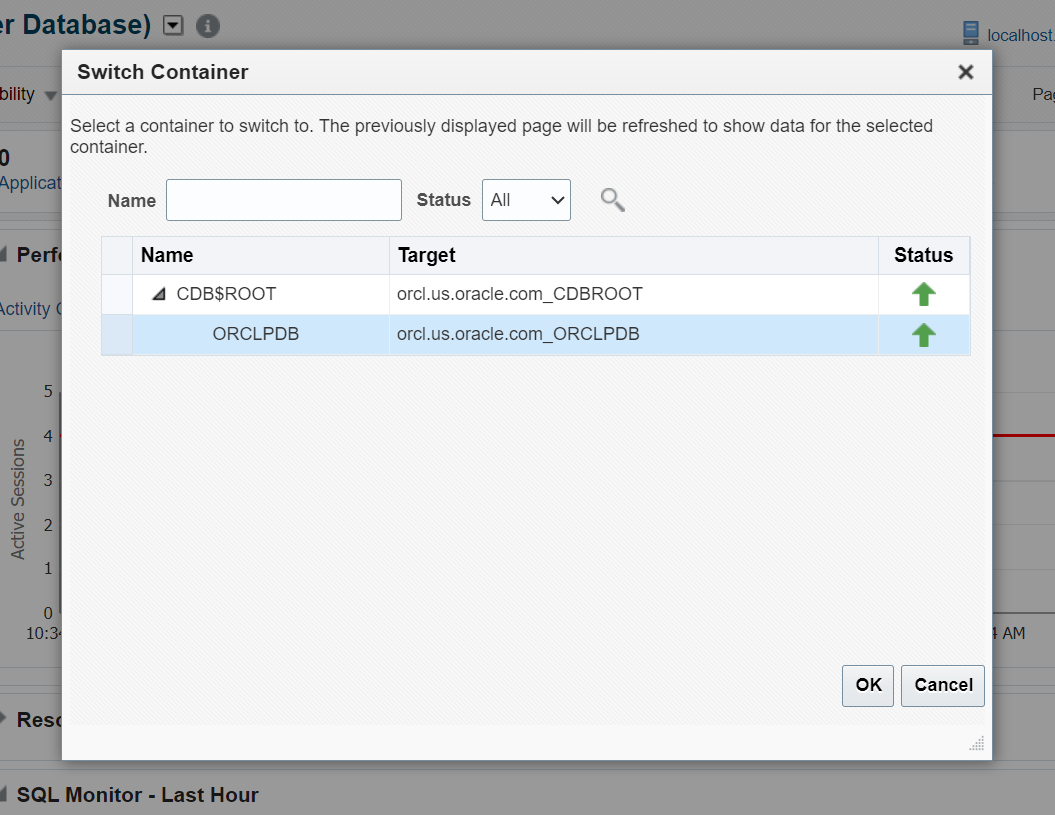 er Database)
localhost.
bility
Pag
Switch Container
Select a container to switch to. The previously displayed page will be refreshed to show data for the selected
container.
0
Applicat
Name
Status All
Name Target Status
CDB$ROOT orcl.us.oracle.com_CDBROOT
ORCLPDB orcl.us.oracle.com_ORCLPDB
Perfo
Activity C
Active Sessions
5
4
3
2
1
0
10:34
4 AM
OK Cancel
Reso
SQL Monitor - Last Hour